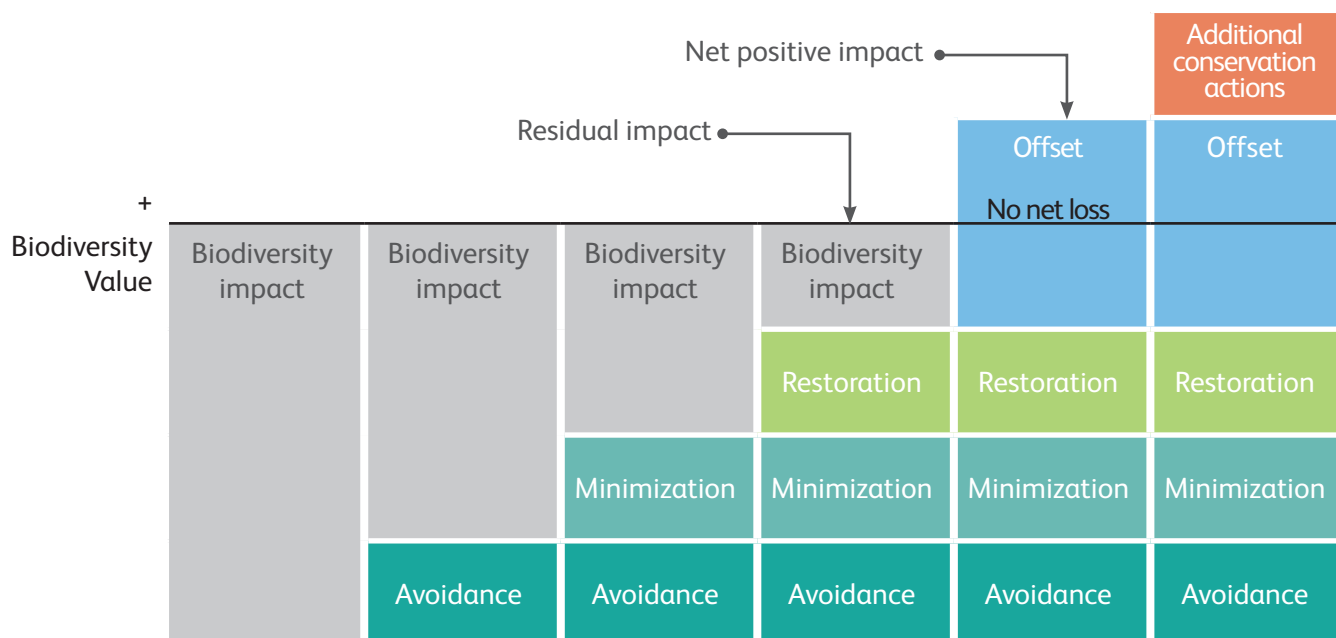 Additional
conservation
actions
Net positive impact
Residual impact
Offset
Offset
+
Biodiversity
Value
No net loss
Biodiversity
impact
Biodiversity
impact
Biodiversity
impact
Biodiversity
impact
Restoration
Restoration
Restoration
Minimization
Minimization
Minimization
Minimization
Avoidance
Avoidance
Avoidance
Avoidance
Avoidance